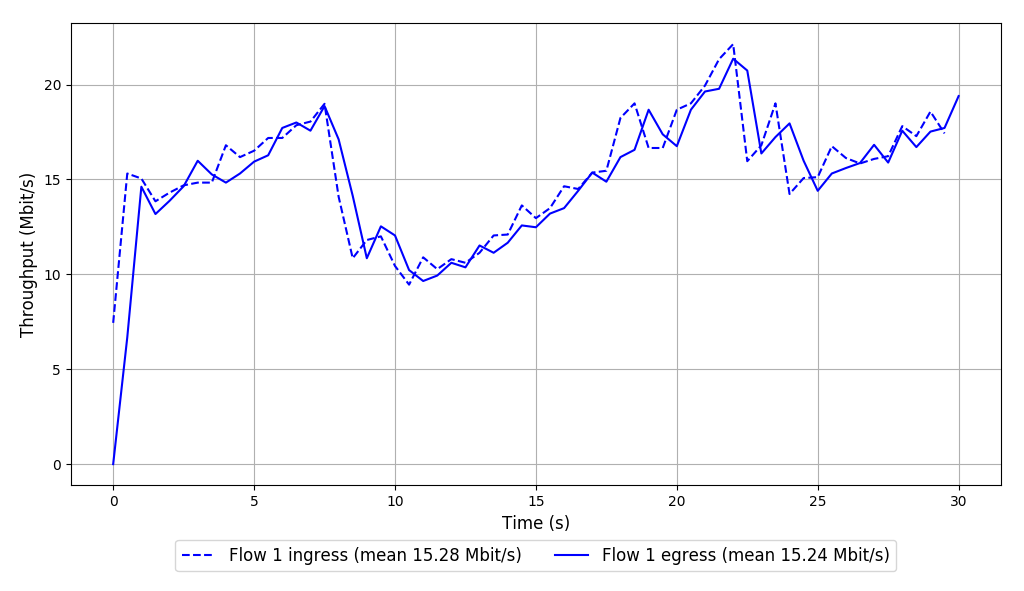 Throughput (Mbit/s)
20
15
10
5
0
0 5 10 15 20 25 30
Time (s)
Flow 1 ingress (mean 15.28 Mbit/s) Flow 1 egress (mean 15.24 Mbit/s)